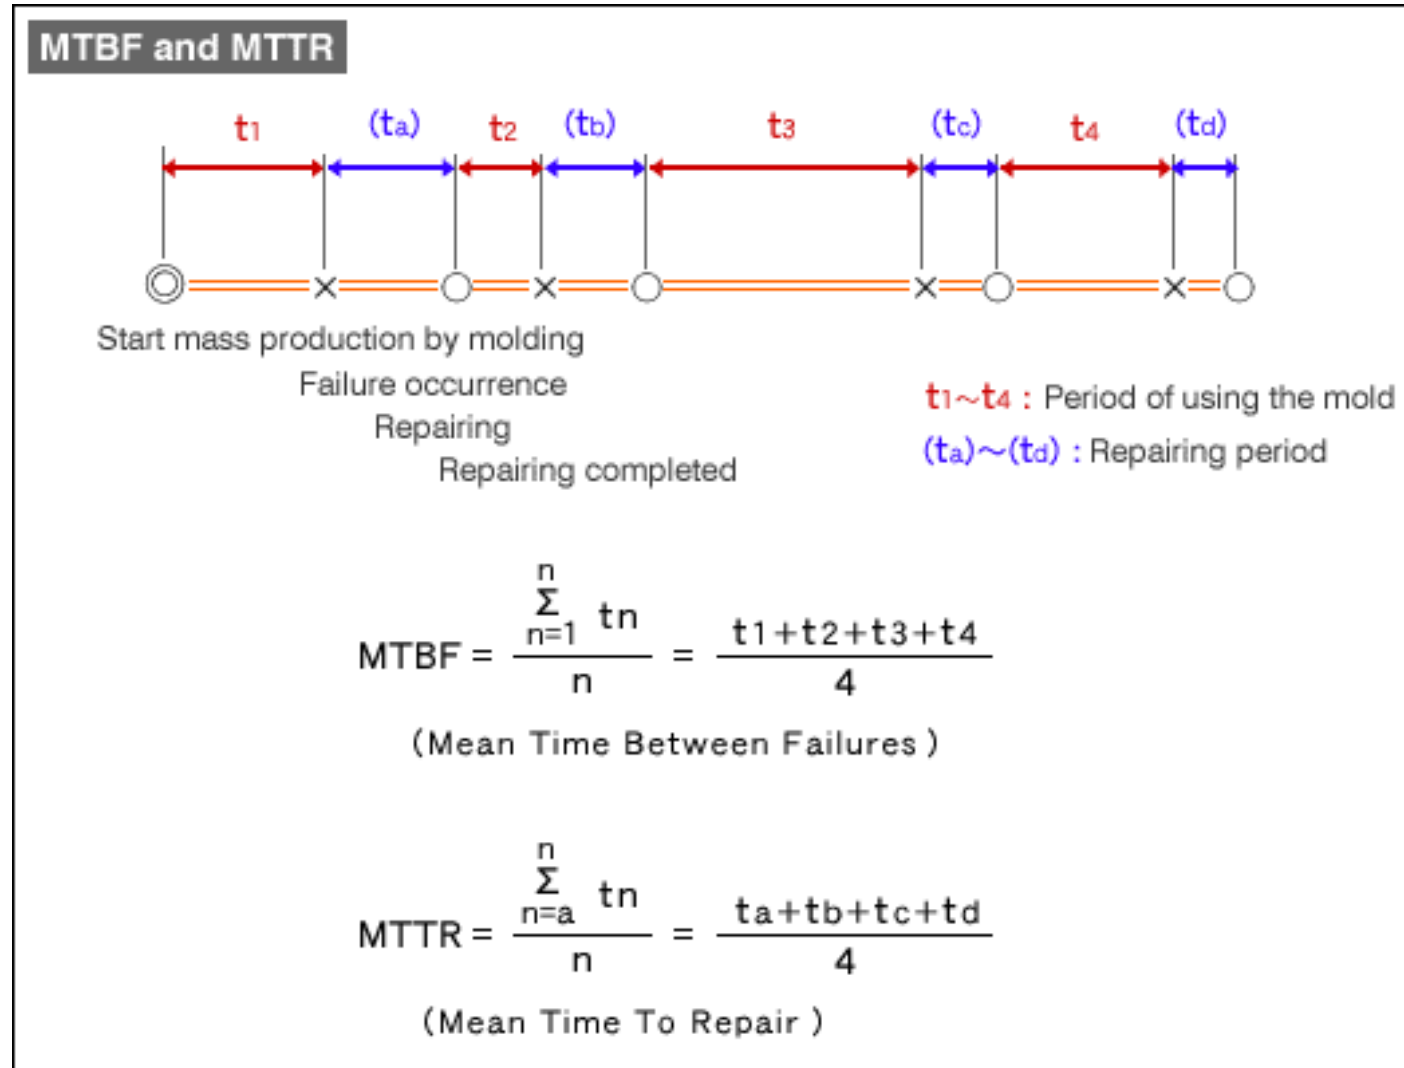 MTBF and MTTR
t1 (ta) t2 (tb) t3 (tc) t4 (td)
Start mass production by molding
Failure occurrence
Repairing
Repairing completed
t1~t4 : Period of using the mold
(ta)~(td) : Repairing period
n
Σ tn
n=1
MTBF = ─ = t1+t2+t3+t4
n 4
(Mean Time Between Failures )
n
Σ tn
n=a
MTTR = ─ = ta+tb+tc+td
n 4
(Mean Time To Repair )